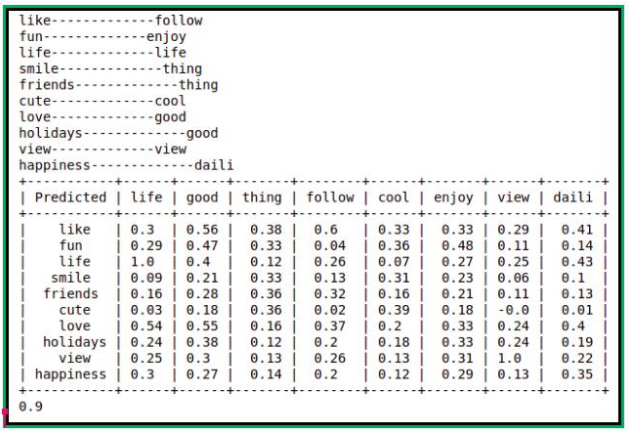 like-------------follow
fun-------------enjoy
life-------------life
smile-------------thing
friends-------------thing
cute-------------cool
love-------------good
holidays-------------good
view-------------view
happiness-------------daili
+-----------+------+------+-------+--------+------+-------+------+-------+
| Predicted | life | good | thing | follow | cool | enjoy | view | daili |
+-----------+------+------+-------+--------+------+-------+------+-------+
| like | 0.3 | 0.56 | 0.38 | 0.6 | 0.33 | 0.33 | 0.29 | 0.41 |
| fun | 0.29 | 0.47 | 0.33 | 0.04 | 0.36 | 0.48 | 0.11 | 0.14 |
| life | 1.0 | 0.4 | 0.12 | 0.26 | 0.07 | 0.27 | 0.25 | 0.43 |
| smile | 0.09 | 0.21 | 0.33 | 0.13 | 0.31 | 0.23 | 0.06 | 0.1 |
| friends | 0.16 | 0.28 | 0.36 | 0.32 | 0.16 | 0.21 | 0.11 | 0.13 |
| cute | 0.03 | 0.18 | 0.36 | 0.02 | 0.39 | 0.18 | -0.0 | 0.01 |
| love | 0.54 | 0.55 | 0.16 | 0.37 | 0.2 | 0.33 | 0.24 | 0.4 |
| holidays | 0.24 | 0.38 | 0.12 | 0.2 | 0.18 | 0.33 | 0.24 | 0.19 |
| view | 0.25 | 0.3 | 0.13 | 0.26 | 0.13 | 0.31 | 1.0 | 0.22 |
| happiness | 0.3 | 0.27 | 0.14 | 0.2 | 0.12 | 0.29 | 0.13 | 0.35 |
+-----------+------+------+-------+--------+------+-------+------+-------+
0.9